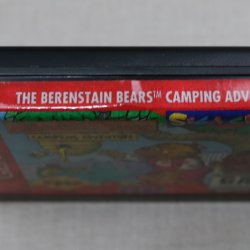 THE BERENSTAIN BEARS™ CAMPING ADV